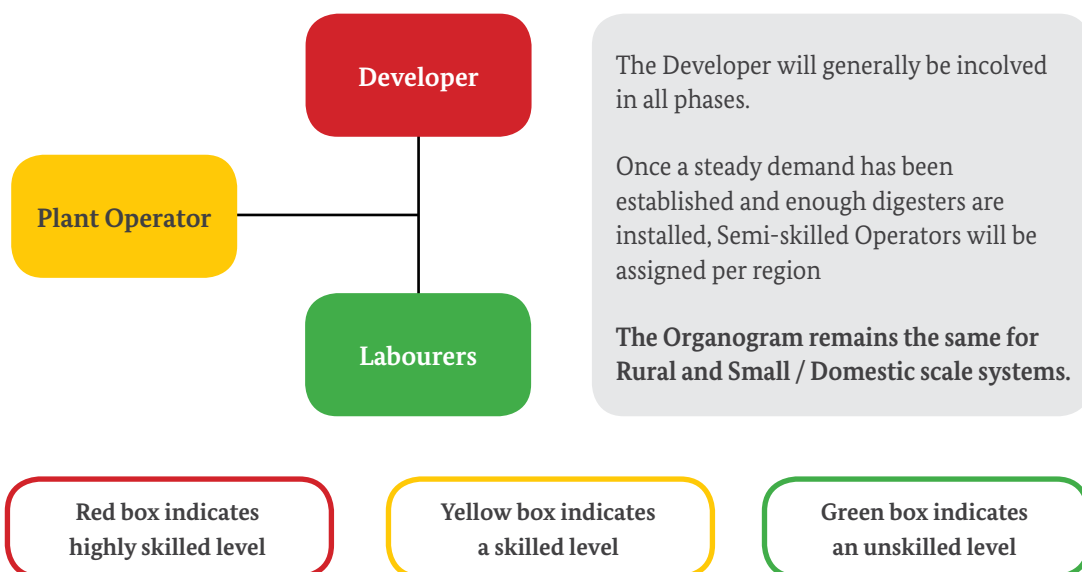 Developer
Plant Operator
Labourers
The Developer will generally be incolved
in all phases.
Once a steady demand has been
established and enough digesters are
installed, Semi-skilled Operators will be
assigned per region
The Organogram remains the same for
Rural and Small / Domestic scale systems.
Red box indicates
highly skilled level
Yellow box indicates
a skilled level
Green box indicates
an unskilled level